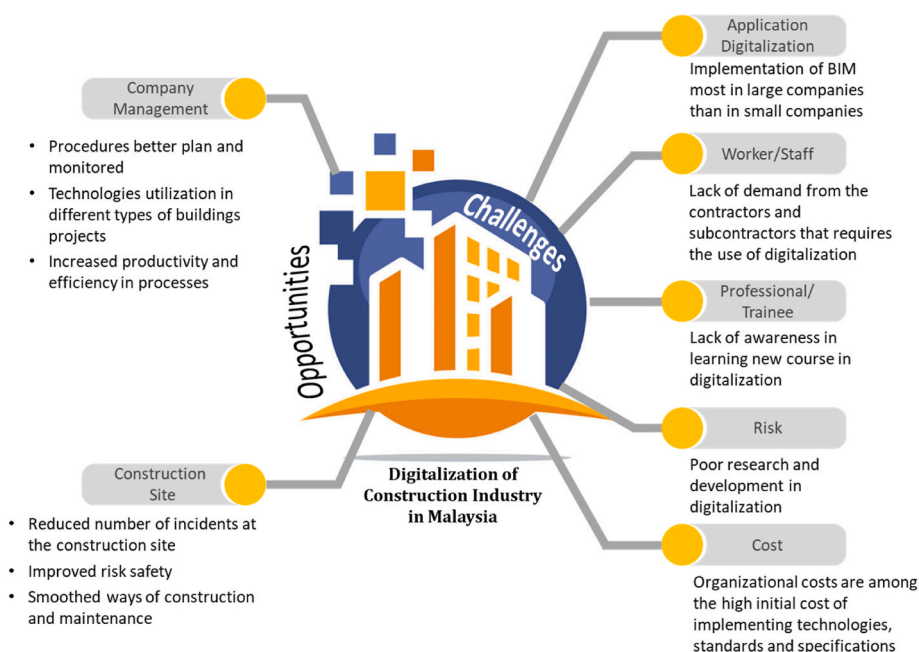 Company
Management
• Procedures better plan and
monitored
• Technologies utilization in
different types of buildings
projects
• Increased productivity and
efficiency in processes
Opportunities
Challenges
Construction
Site
• Reduced number of incidents at
the construction site
• Improved risk safety
• Smoothed ways of construction
and maintenance
Digitalization of
Construction Industry
in Malaysia
Application
Digitalization
Implementation of BIM
most in large companies
than in small companies
Worker/Staff
Lack of demand from the
contractors and
subcontractors that requires
the use of digitalization
Professional/
Trainee
Lack of awareness in
learning new course in
digitalization
Risk
Poor research and
development in
digitalization
Cost
Organizational costs are among
the high initial cost of
implementing technologies,
standards and specifications